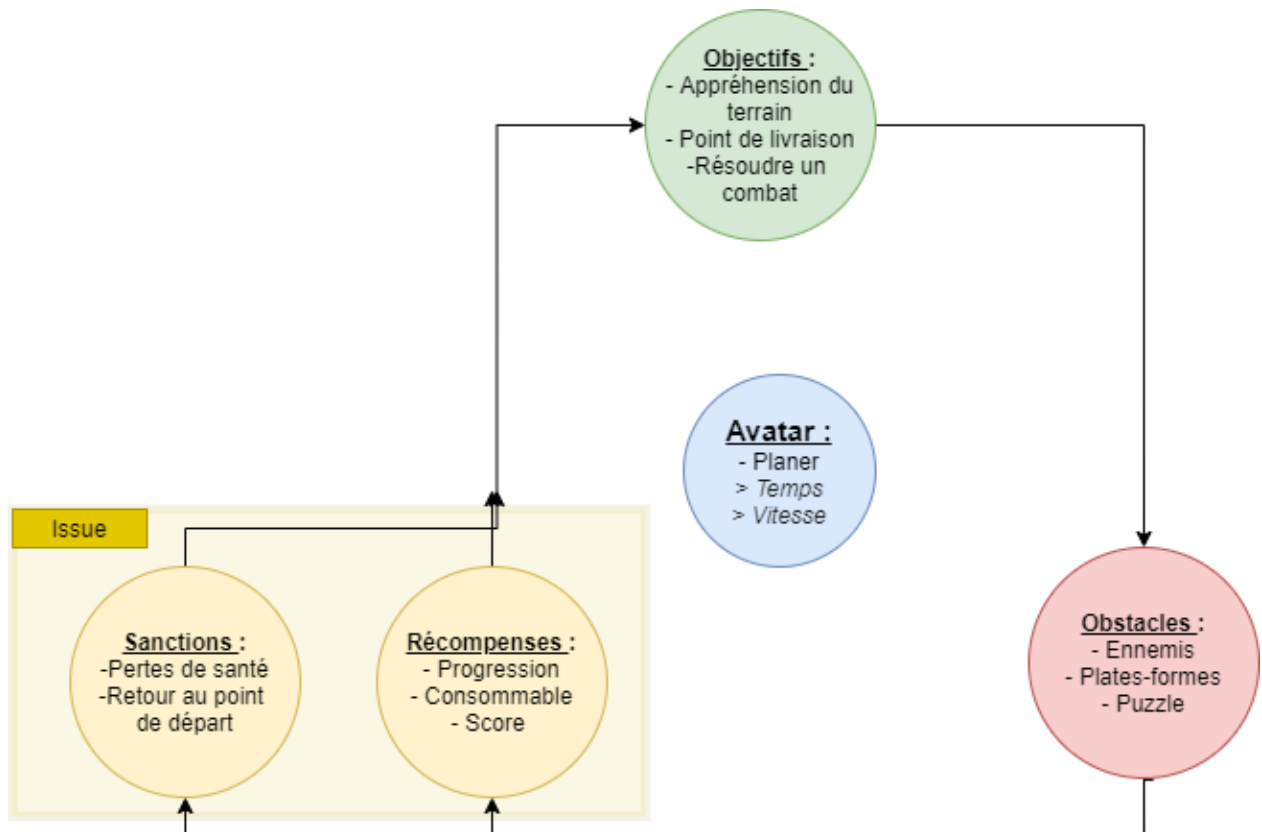 Objectifs :
- Appréhension du
terrain
- Point de livraison
-Résoudre un
combat
Avatar :
- Planer
> Temps
> Vitesse
Issue
Sanctions :
-Pertes de santé
-Retour au point
de départ
Récompenses :
- Progression
- Consommable
- Score
Obstacles :
- Ennemis
- Plates-formes
- Puzzle